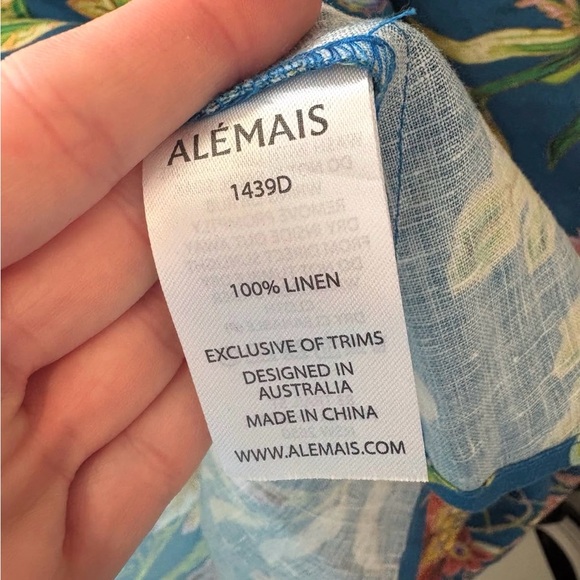 ALÉMAIS
1439D
100% LINEN
EXCLUSIVE OF TRIMS
DESIGNED IN
AUSTRALIA
MADE IN CHINA
WWW.ALEMAIS.COM